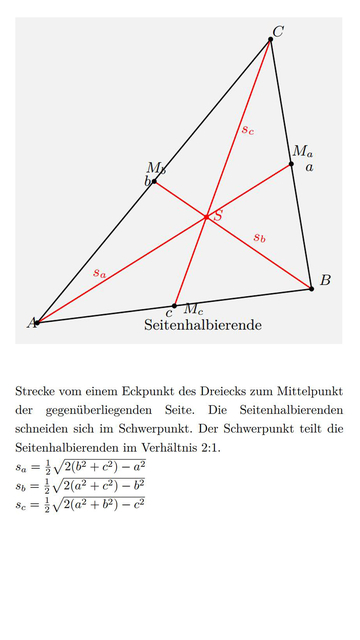 C
s_c
M_b
M_a
b
a
S
s_b
s_a
B
c
M_c
A
Seitenhalbierende
Strecke vom einem Eckpunkt des Dreiecks zum Mittelpunkt
der gegenüberliegenden Seite. Die Seitenhalbierenden
schneiden sich im Schwerpunkt. Der Schwerpunkt teilt die
Seitenhalbierenden im Verhältnis 2:1.
s_a = \frac{1}{2}\sqrt{2(b^2 + c^2) - a^2}
s_b = \frac{1}{2}\sqrt{2(a^2 + c^2) - b^2}
s_c = \frac{1}{2}\sqrt{2(a^2 + b^2) - c^2}